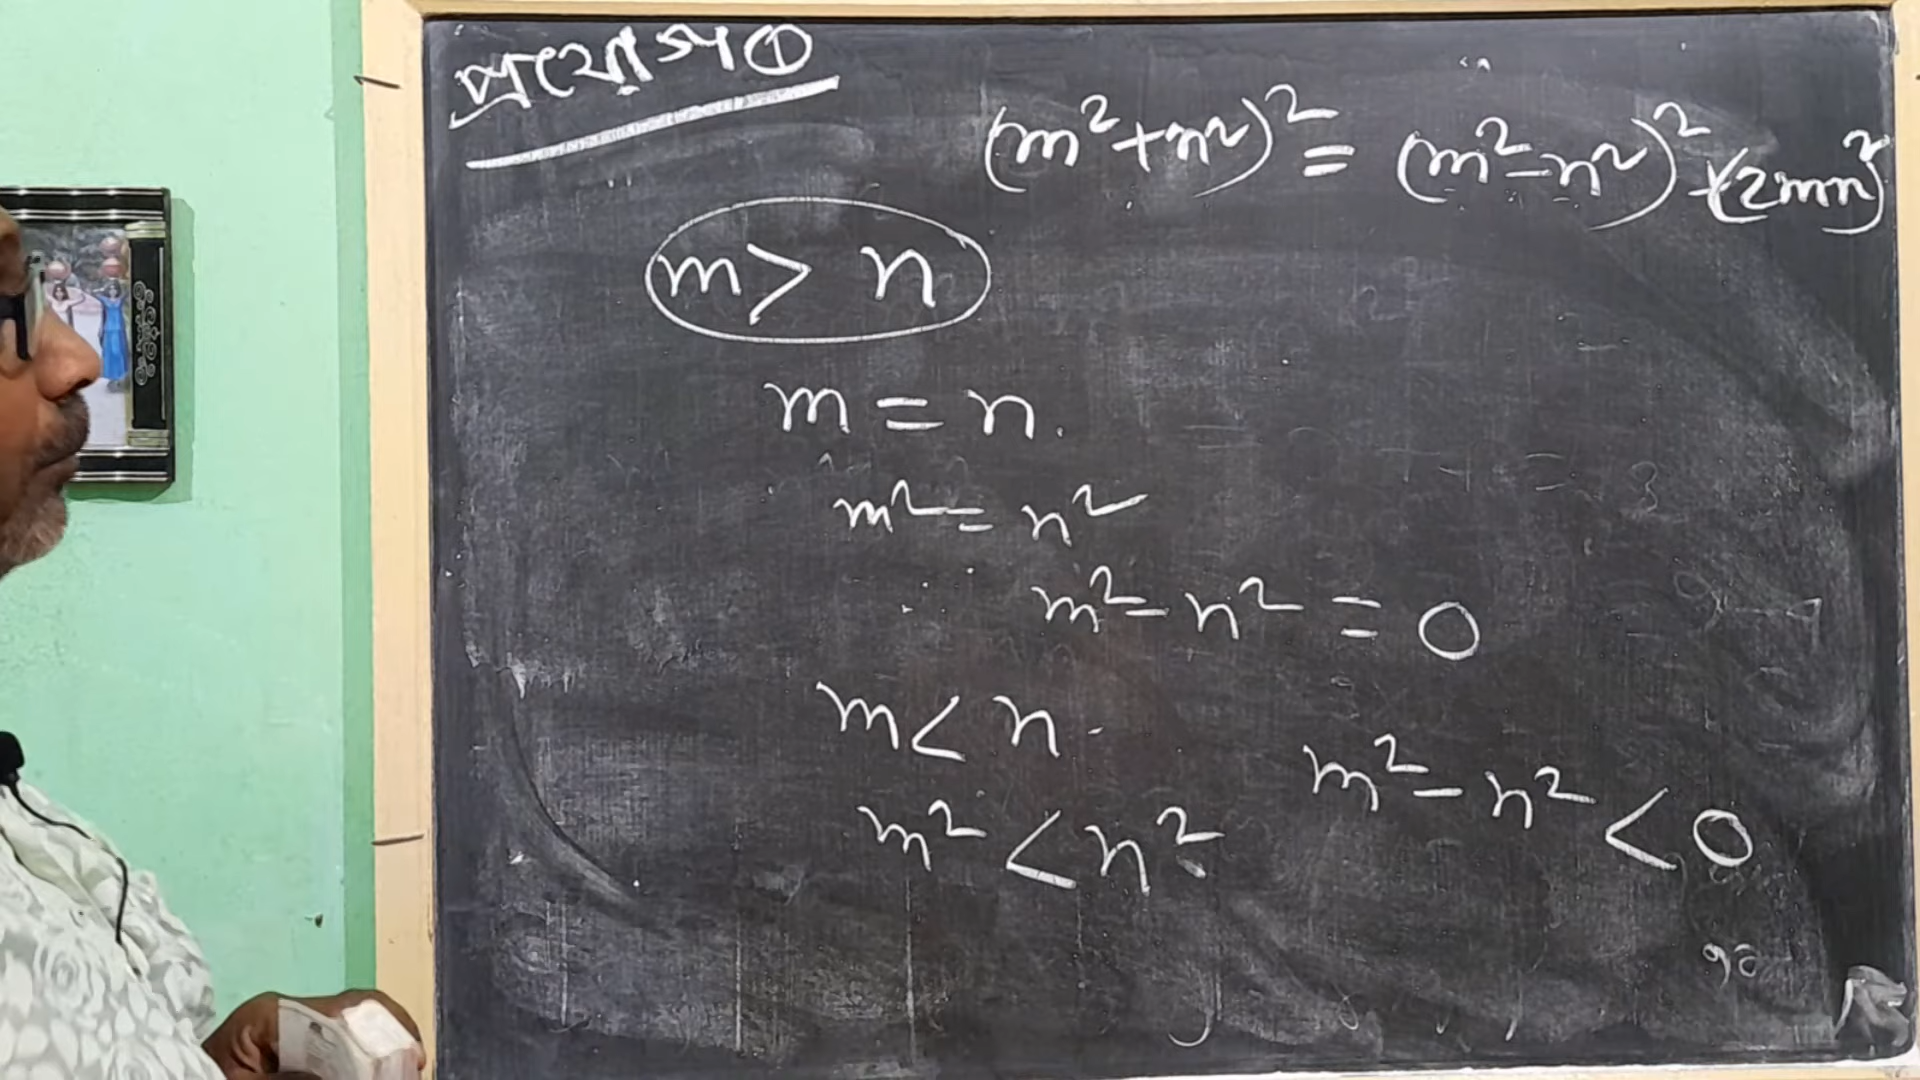 প্রয়োগ ①
(m²+n²)² = (m²-n²)²+(2mn)²
m > n
m = n.
m² = n²
∴ m²-n² = 0
m < n.
m² < n²
m²-n² < 0